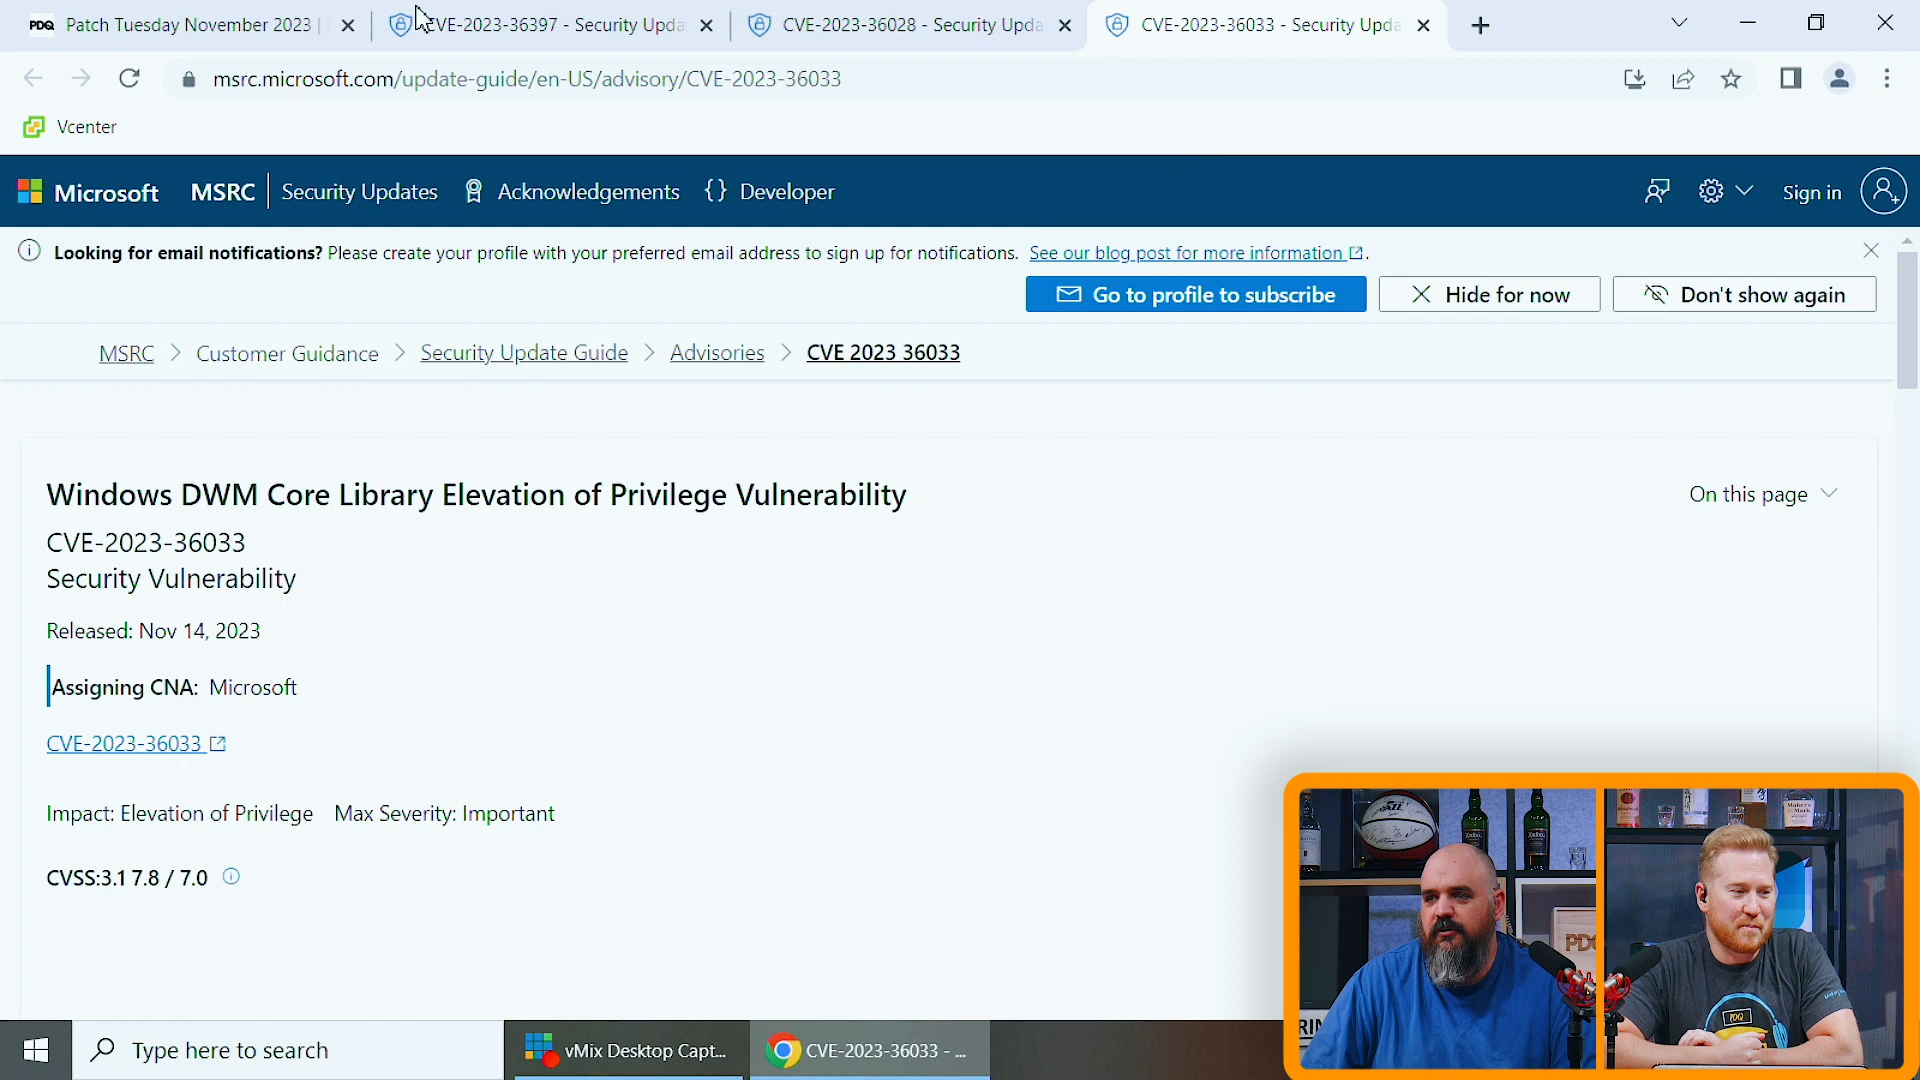 PDQ Patch Tuesday November 2023 |
CVE-2023-36397 - Security Upda
CVE-2023-36028 - Security Upda
CVE-2023-36033 - Security Upda
msrc.microsoft.com/update-guide/en-US/advisory/CVE-2023-36033
Vcenter
Microsoft MSRC Security Updates Acknowledgements {} Developer Sign in
Looking for email notifications? Please create your profile with your preferred email address to sign up for notifications. See our blog post for more information.
Go to profile to subscribe
Hide for now
Don't show again
MSRC > Customer Guidance > Security Update Guide > Advisories > CVE 2023 36033
Windows DWM Core Library Elevation of Privilege Vulnerability
On this page
CVE-2023-36033
Security Vulnerability
Released: Nov 14, 2023
Assigning CNA: Microsoft
CVE-2023-36033
Impact: Elevation of Privilege Max Severity: Important
CVSS:3.1 7.8 / 7.0
JAZZ
Maker's
Mark
PDQ
PDQ
Type here to search
vMix Desktop Capt...
CVE-2023-36033 - ...